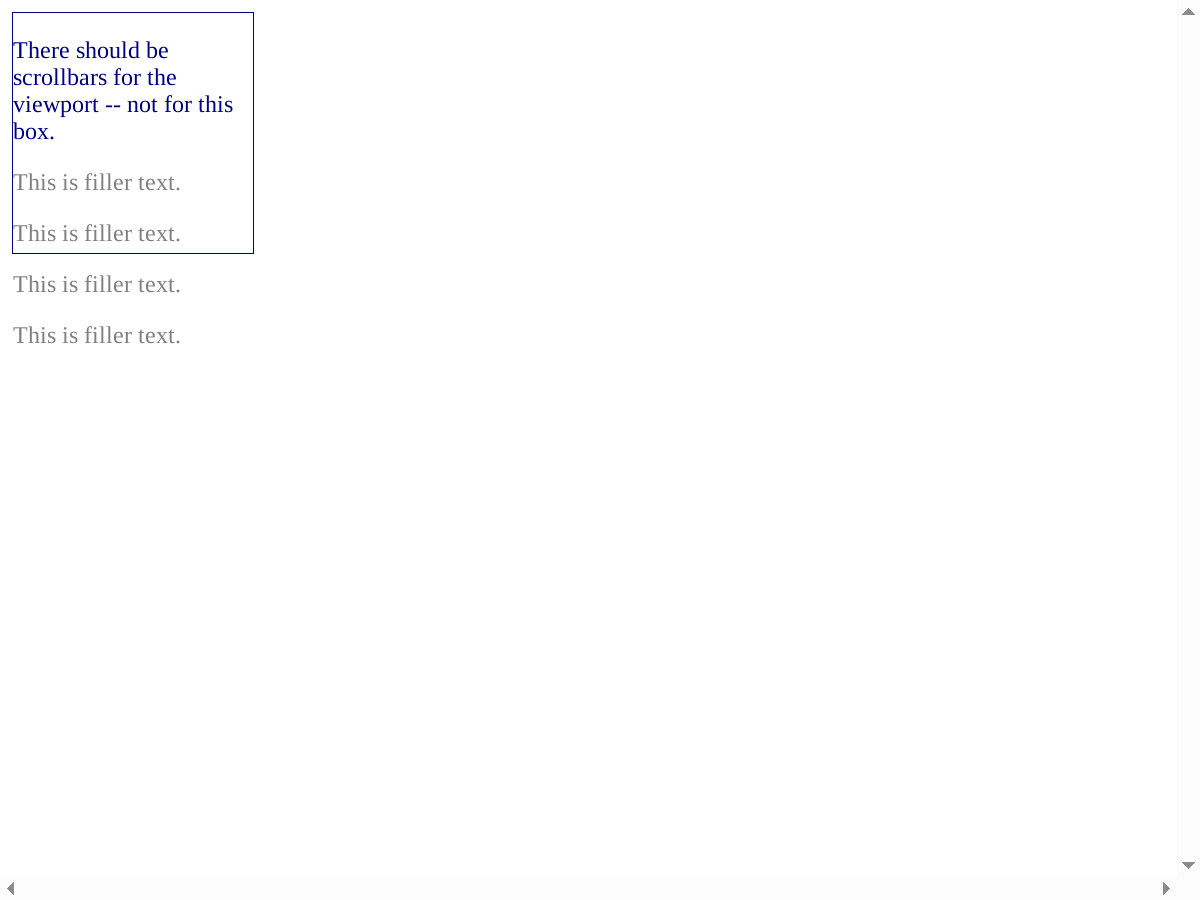 There should be
scrollbars for the
viewport -- not for this
box.
This is filler text.
This is filler text.
This is filler text.
This is filler text.